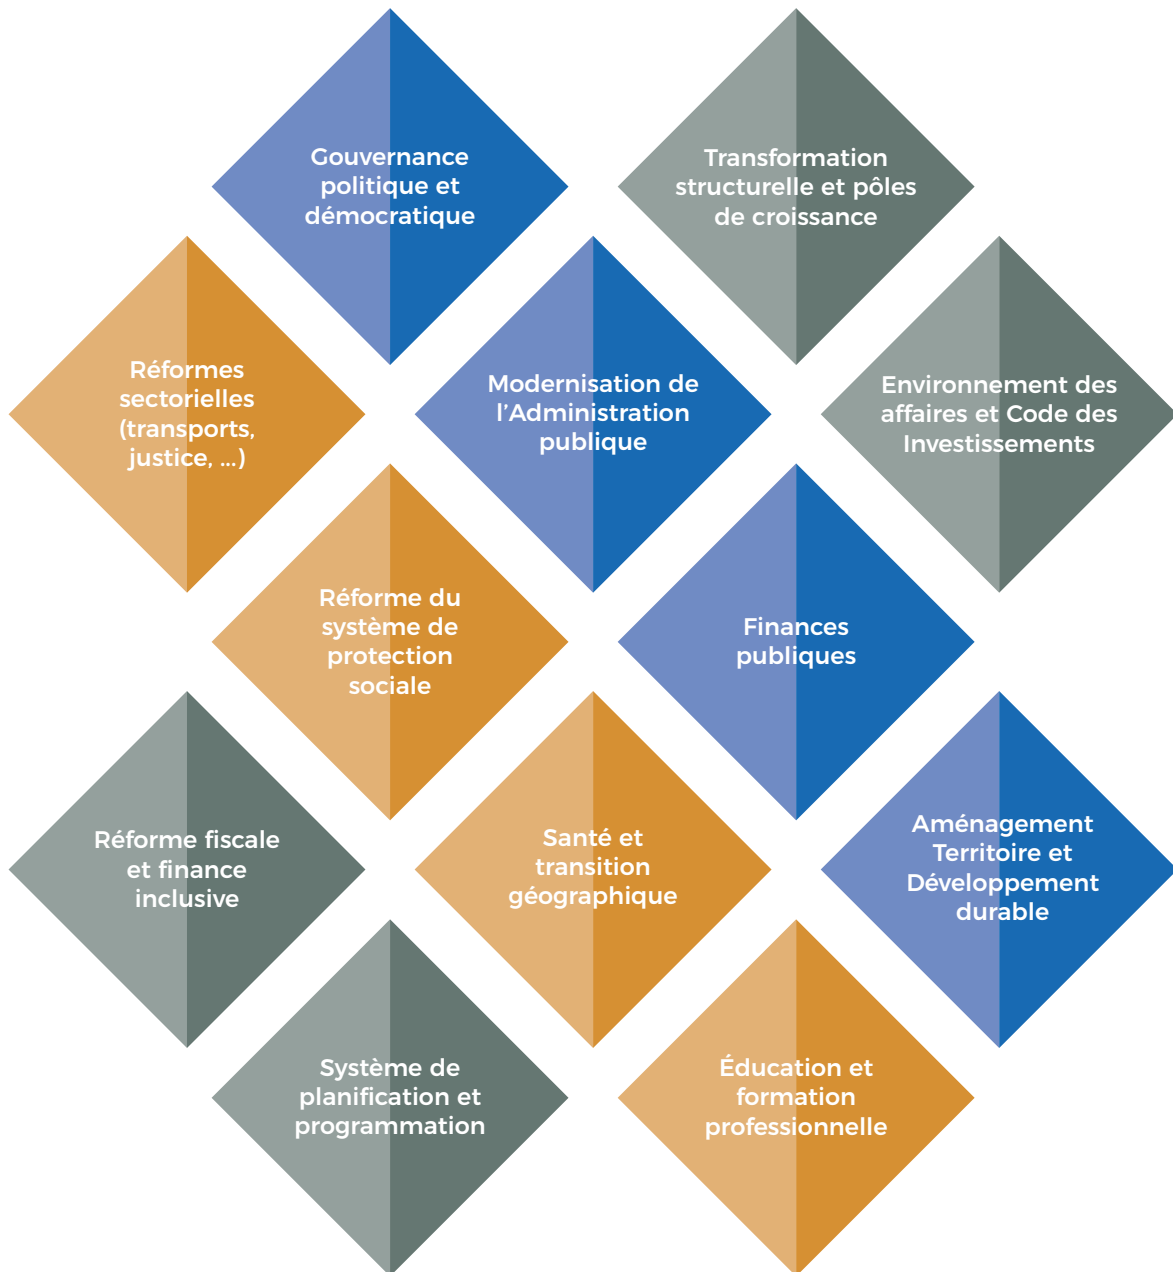 Gouvernance
politique et
démocratique
Transformation
structurelle et pôles
de croissance
Réformes
sectorielles
(transports,
justice, ...)
Modernisation de
l'Administration
publique
Environnement des
affaires et Code des
Investissements
Réforme du
système de
protection
sociale
Finances
publiques
Réforme fiscale
et finance
inclusive
Santé et
transition
géographique
Aménagement
Territoire et
Développement
durable
Système de
planification et
programmation
Éducation et
formation
professionnelle